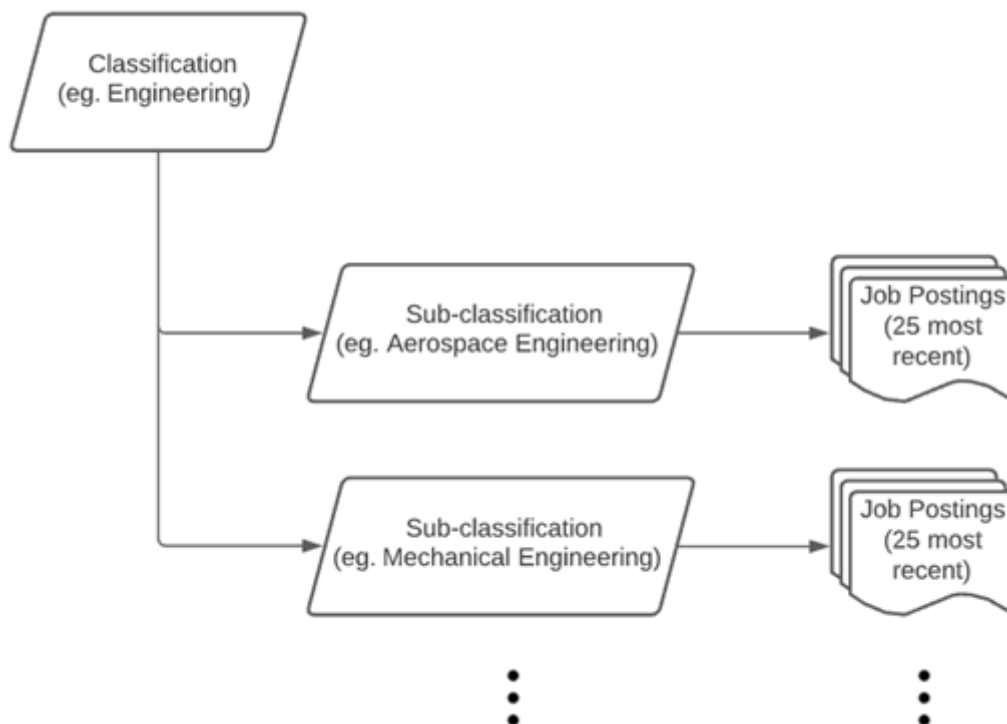 Classification
(eg. Engineering)
Sub-classification
(eg. Aerospace Engineering)
Job Postings
(25 most
recent)
Sub-classification
(eg. Mechanical Engineering)
Job Postings
(25 most
recent)